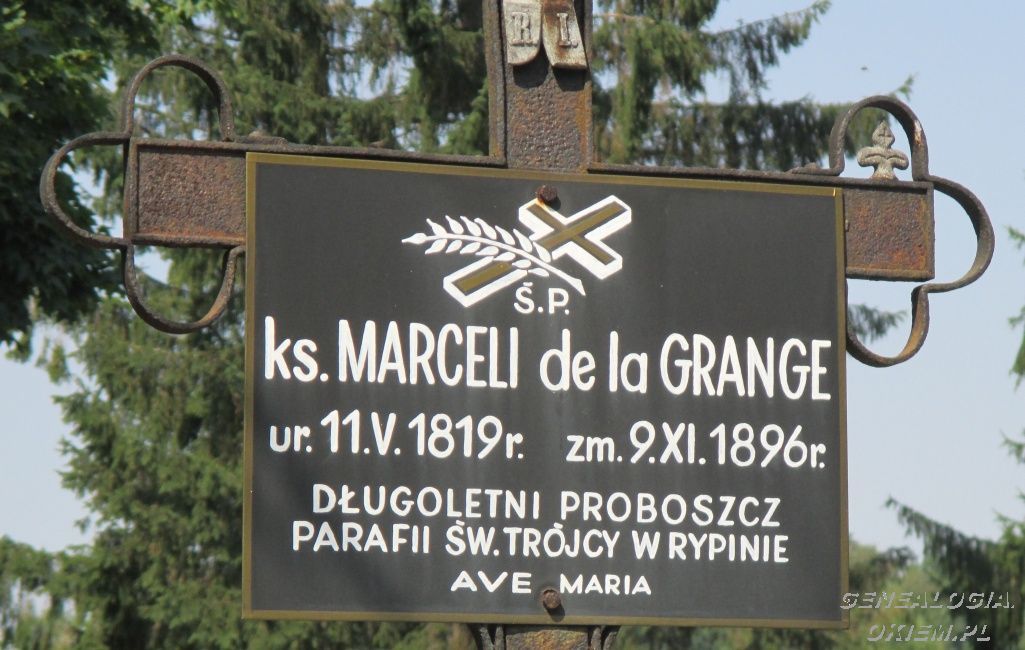 R I
Ś.P.
ks. MARCELI de la GRANGE
ur. 11.V. 1819r. zm. 9.XI. 1896r.
DŁUGOLETNI PROBOSZCZ
PARAFII ŚW. TRÓJCY W RYPINIE
AVE MARIA
GENEALOGIA.
OKIEM.PL